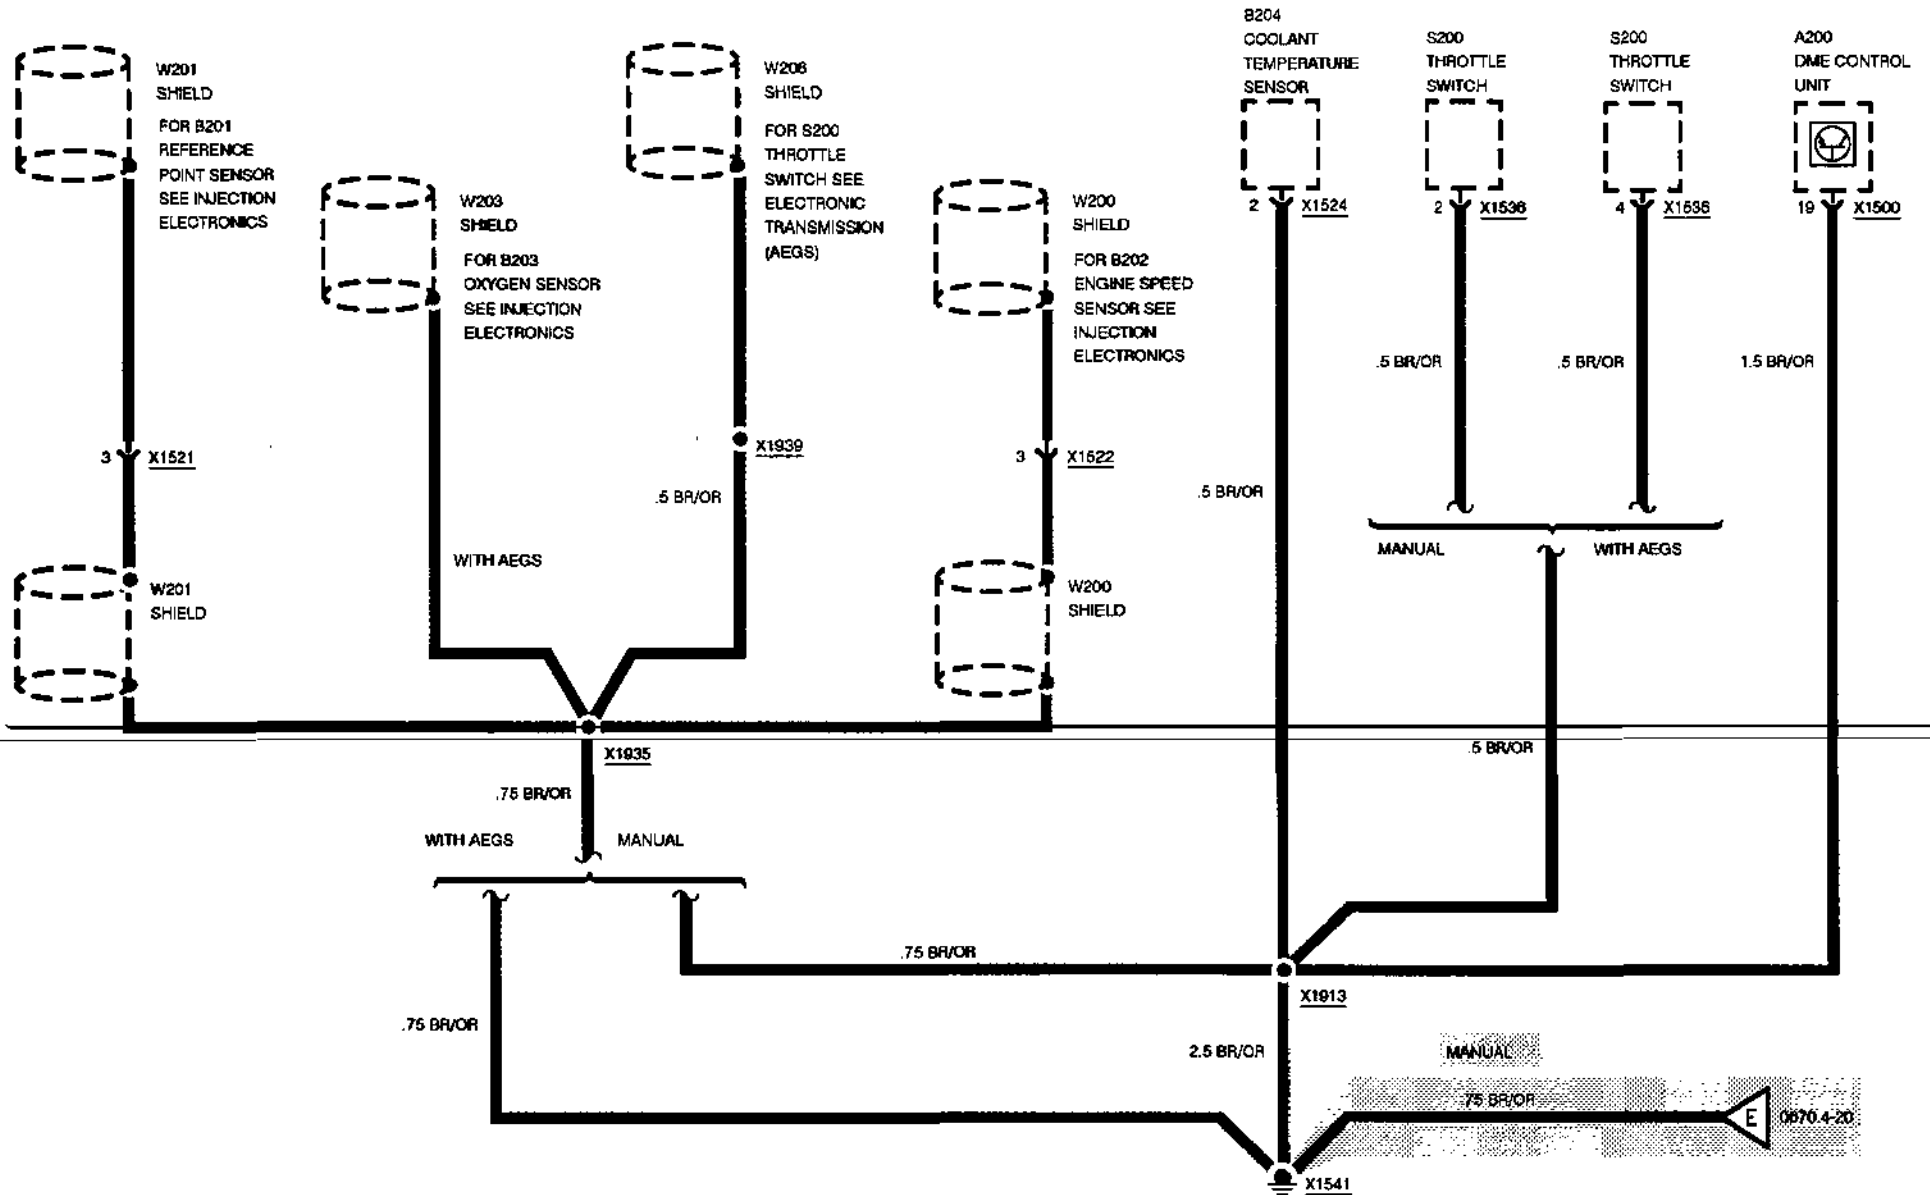 W201
SHIELD
FOR B201
REFERENCE
POINT SENSOR
SEE INJECTION
ELECTRONICS
W203
SHIELD
FOR B203
OXYGEN SENSOR
SEE INJECTION
ELECTRONICS
W206
SHIELD
FOR S200
THROTTLE
SWITCH SEE
ELECTRONIC
TRANSMISSION
(AEGS)
W200
SHIELD
FOR B202
ENGINE SPEED
SENSOR SEE
INJECTION
ELECTRONICS
B204
COOLANT
TEMPERATURE
SENSOR
S200
THROTTLE
SWITCH
S200
THROTTLE
SWITCH
A200
DME CONTROL
UNIT
2 X1524
2 X1536
4 X1536
19 X1500
.5 BR/OR
.5 BR/OR
1.5 BR/OR
3 X1521
X1939
3 X1522
.5 BR/OR
.5 BR/OR
WITH AEGS
MANUAL
WITH AEGS
W201
SHIELD
W200
SHIELD
X1935
.5 BR/OR
.75 BR/OR
WITH AEGS
MANUAL
.75 BR/OR
X1913
.75 BR/OR
2.5 BR/OR
MANUAL
.75 BR/OR
E
0670.4-20
X1541